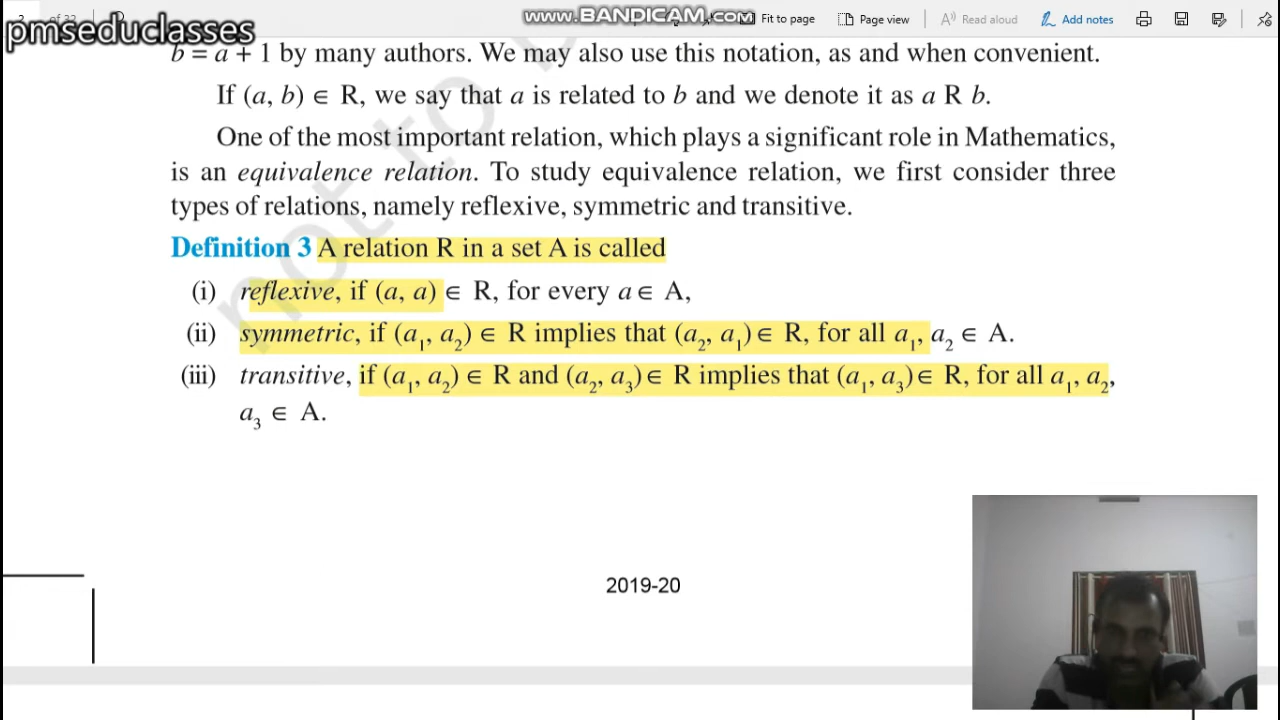 2 of 32
WWW.BANDICAM.COM
Fit to page
Page view
Read aloud
Add notes
pmseduclasses
b = a + 1 by many authors. We may also use this notation, as and when convenient.
If (a, b) ∈ R, we say that a is related to b and we denote it as a R b.
One of the most important relation, which plays a significant role in Mathematics,
is an equivalence relation. To study equivalence relation, we first consider three
types of relations, namely reflexive, symmetric and transitive.
Definition 3 A relation R in a set A is called
(i) reflexive, if (a, a) ∈ R, for every a ∈ A,
(ii) symmetric, if (a₁, a₂) ∈ R implies that (a₂, a₁) ∈ R, for all a₁, a₂ ∈ A.
(iii) transitive, if (a₁, a₂) ∈ R and (a₂, a₃) ∈ R implies that (a₁, a₃) ∈ R, for all a₁, a₂,
a₃ ∈ A.
not to
2019-20